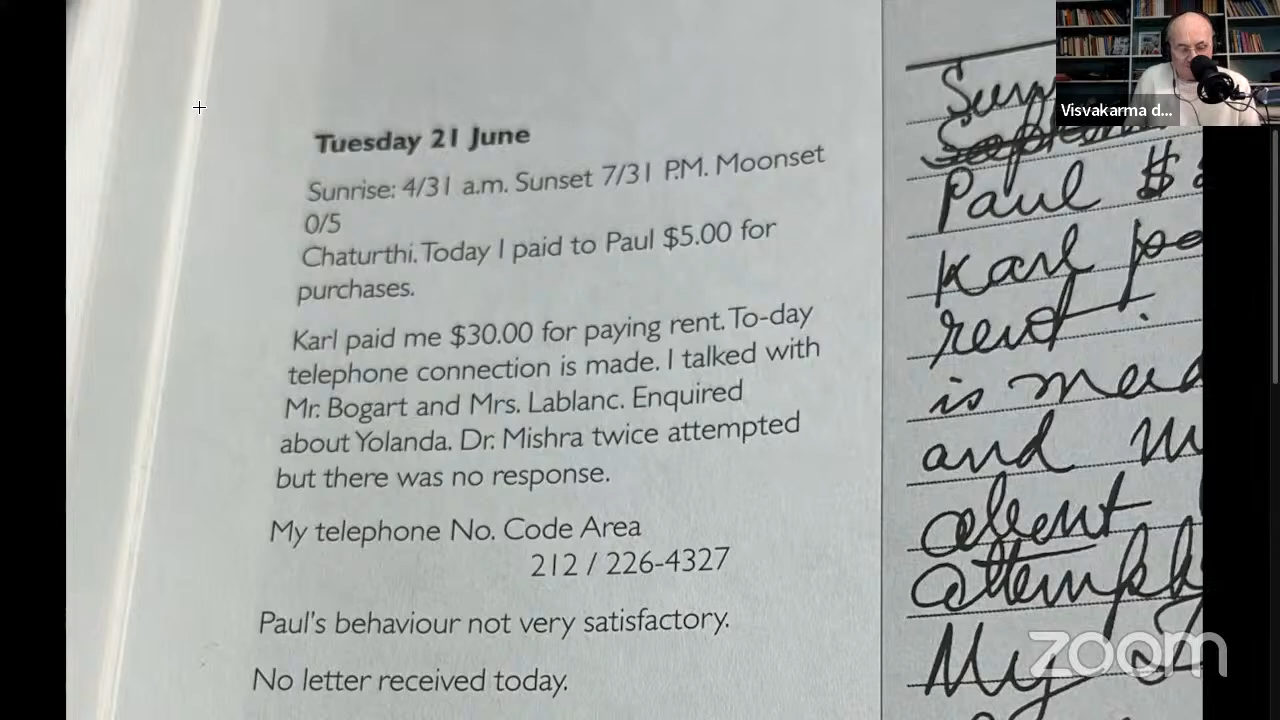 Tuesday 21 June
Sunrise: 4/31 a.m. Sunset 7/31 P.M. Moonset
0/5
Chaturthi. Today I paid to Paul $5.00 for
purchases.
Karl paid me $30.00 for paying rent. To-day
telephone connection is made. I talked with
Mr. Bogart and Mrs. Lablanc. Enquired
about Yolanda. Dr. Mishra twice attempted
but there was no response.
My telephone No. Code Area
212 / 226-4327
Paul's behaviour not very satisfactory.
No letter received today.
Paul $
Karl
rent.
is
and
My
Visvakarma d...
zoom